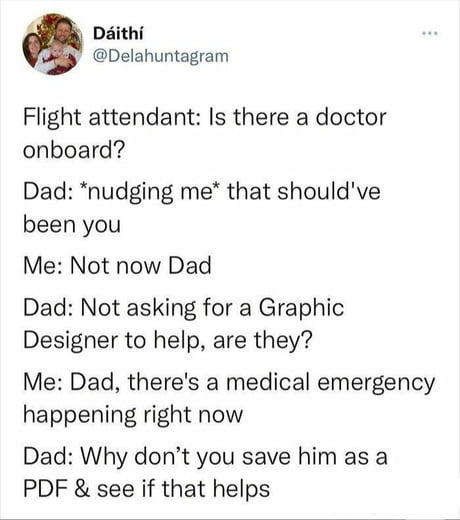 Dáithí
@Delahuntagram
Flight attendant: Is there a doctor
onboard?
Dad: *nudging me* that should've
been you
Me: Not now Dad
Dad: Not asking for a Graphic
Designer to help, are they?
Me: Dad, there's a medical emergency
happening right now
Dad: Why don’t you save him as a
PDF & see if that helps